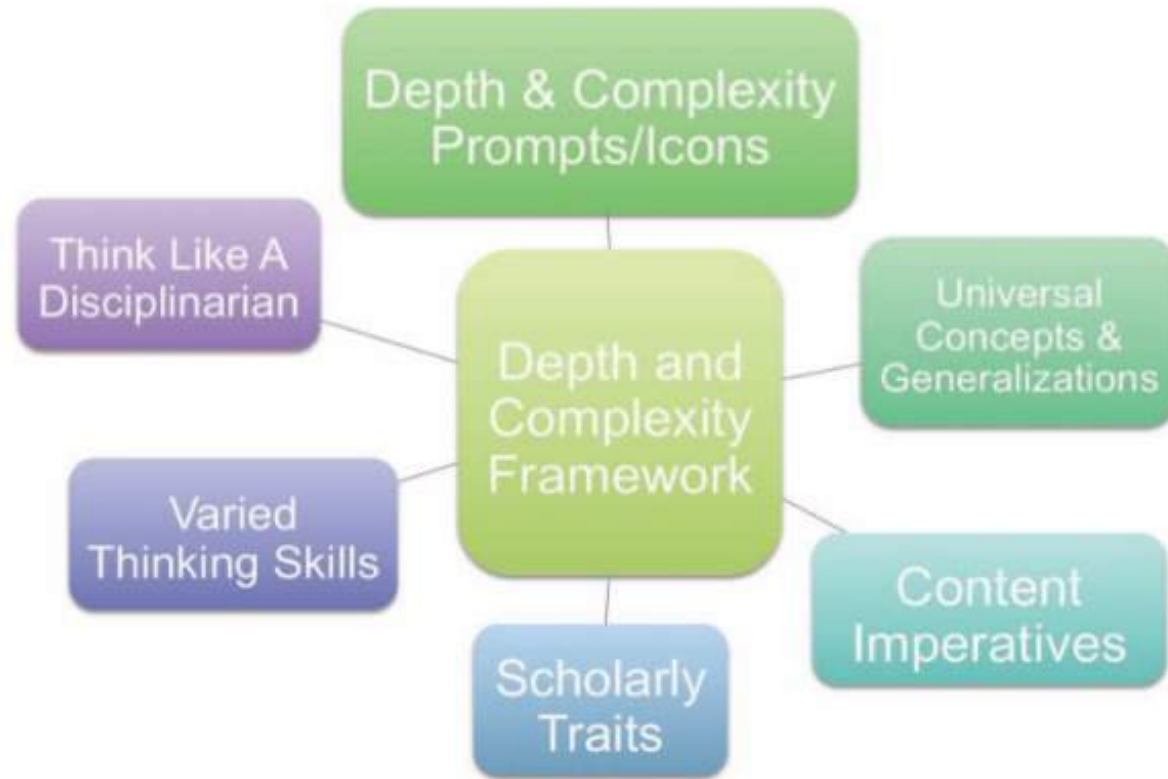 Depth & Complexity
Prompts/Icons
Think Like A
Disciplinarian
Universal
Concepts &
Generalizations
Depth and
Complexity
Framework
Varied
Thinking Skills
Content
Imperatives
Scholarly
Traits